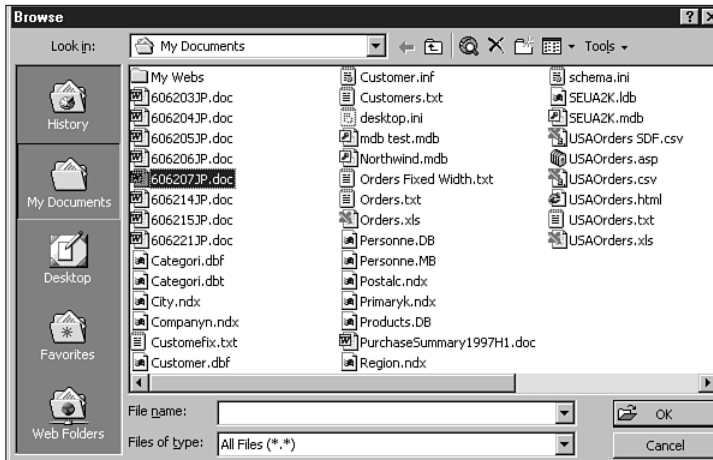 Browse
Look in:
My Documents
Tools
History
My Documents
Desktop
Favorites
Web Folders
My Webs
606203JP.doc
606204JP.doc
606205JP.doc
606206JP.doc
606207JP.doc
606214JP.doc
606215JP.doc
606221JP.doc
Categori.dbf
Categori.dbt
City.ndx
Companyn.ndx
Customefix.txt
Customer.dbf
Customer.inf
Customers.txt
desktop.ini
mdb test.mdb
Northwind.mdb
Orders Fixed Width.txt
Orders.txt
Orders.xls
Personne.DB
Personne.MB
Postalc.ndx
Primaryk.ndx
Products.DB
PurchaseSummary1997H1.doc
Region.ndx
schema.ini
SEUA2K.ldb
SEUA2K.mdb
USAOrders SDF.csv
USAOrders.asp
USAOrders.csv
USAOrders.html
USAOrders.txt
USAOrders.xls
File name:
OK
Files of type:
All Files (*.*)
Cancel